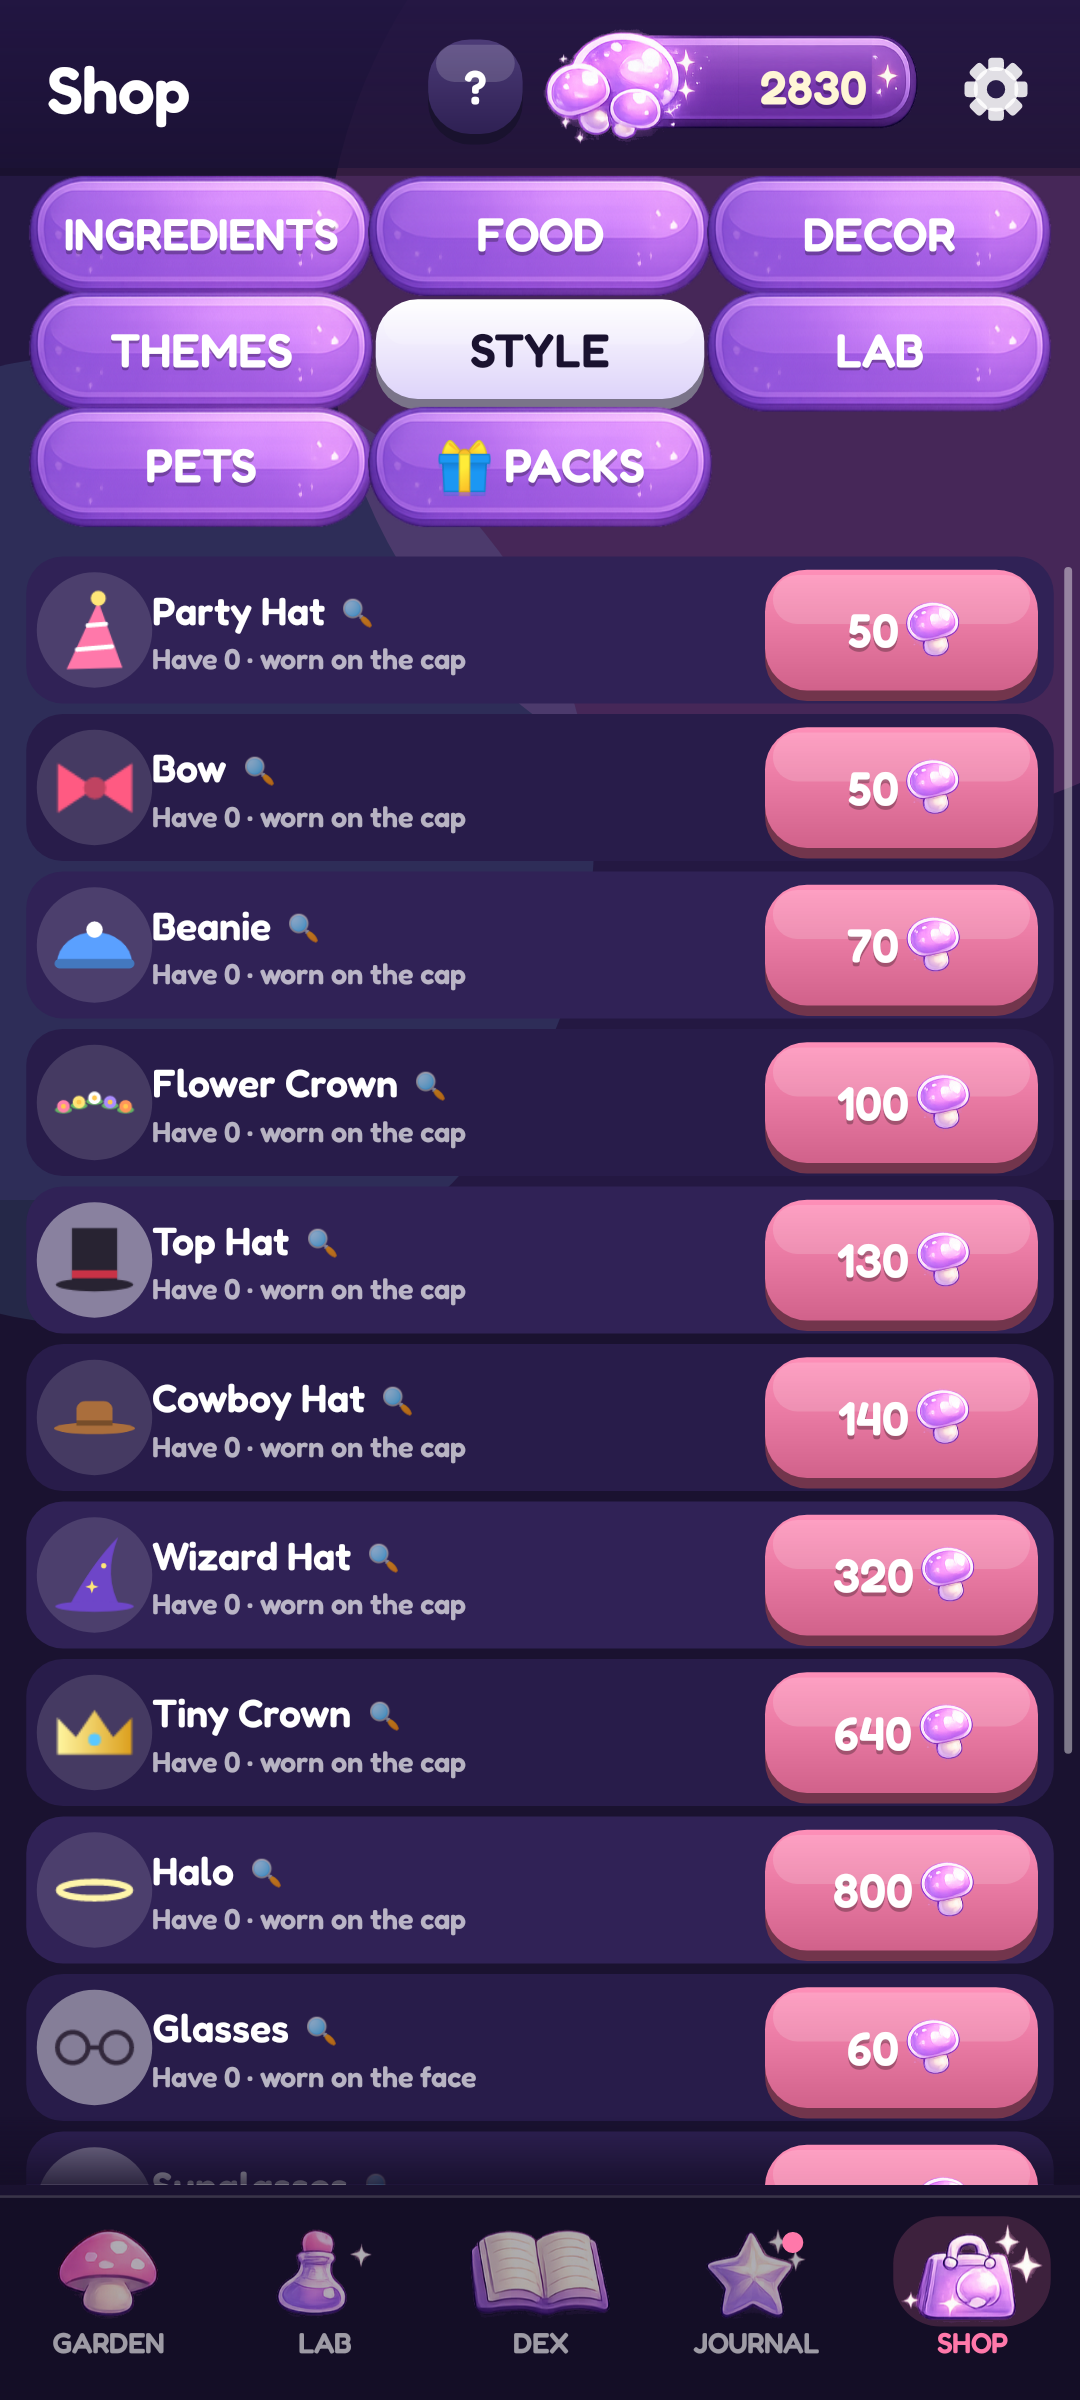 Shop
?
2830
INGREDIENTS
FOOD
DECOR
THEMES
STYLE
LAB
PETS
PACKS
Party Hat
Have 0 · worn on the cap
50
Bow
Have 0 · worn on the cap
50
Beanie
Have 0 · worn on the cap
70
Flower Crown
Have 0 · worn on the cap
100
Top Hat
Have 0 · worn on the cap
130
Cowboy Hat
Have 0 · worn on the cap
140
Wizard Hat
Have 0 · worn on the cap
320
Tiny Crown
Have 0 · worn on the cap
640
Halo
Have 0 · worn on the cap
800
Glasses
Have 0 · worn on the face
60
Sunglasses
GARDEN
LAB
DEX
JOURNAL
SHOP